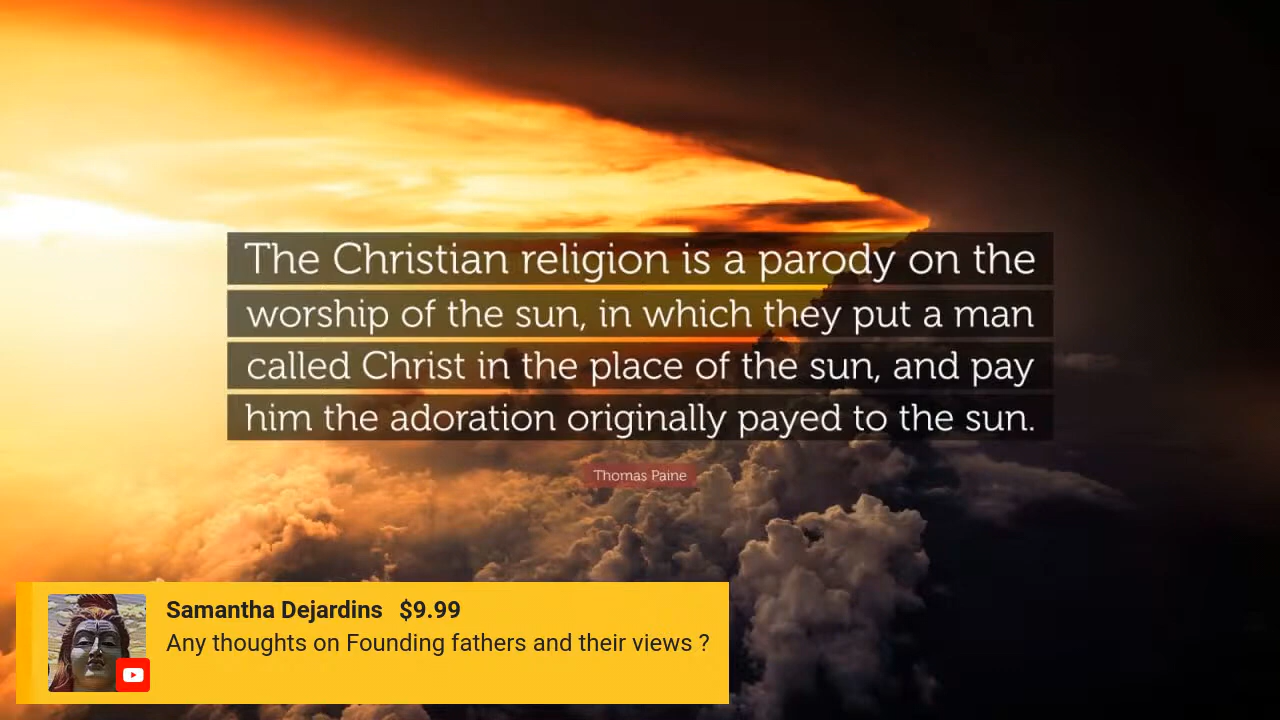 The Christian religion is a parody on the
worship of the sun, in which they put a man
called Christ in the place of the sun, and pay
him the adoration originally payed to the sun.
Thomas Paine
Samantha Dejardins $9.99
Any thoughts on Founding fathers and their views ?